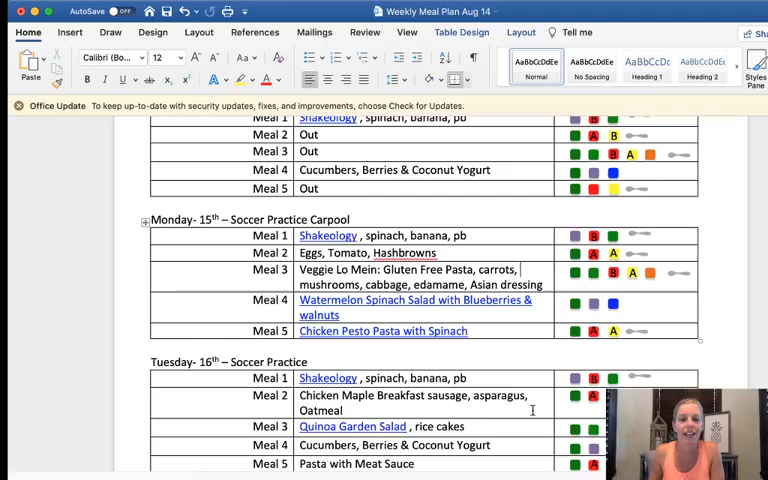 AutoSave OFF
Weekly Meal Plan Aug 14
Home Insert Draw Design Layout References Mailings Review View Table Design Layout Tell me
Sha
Paste
Calibri (Bo... 12
AaBbCcDdEe AaBbCcDdEe AaBbCcDc AaBbCcDdEe
Normal No Spacing Heading 1 Heading 2
Styles Pane
Office Update To keep up-to-date with security updates, fixes, and improvements, choose Check for Updates.
Meal 1 Shakeology , spinach, banana, pb B
Meal 2 Out A B
Meal 3 Out B A
Meal 4 Cucumbers, Berries & Coconut Yogurt
Meal 5 Out
Monday- 15th – Soccer Practice Carpool
Meal 1 Shakeology , spinach, banana, pb B
Meal 2 Eggs, Tomato, Hashbrowns A A
Meal 3 Veggie Lo Mein: Gluten Free Pasta, carrots, B A
mushrooms, cabbage, edamame, Asian dressing
Meal 4 Watermelon Spinach Salad with Blueberries &
walnuts
Meal 5 Chicken Pesto Pasta with Spinach A A
Tuesday- 16th – Soccer Practice
Meal 1 Shakeology , spinach, banana, pb B
Meal 2 Chicken Maple Breakfast sausage, asparagus, A
Oatmeal
Meal 3 Quinoa Garden Salad , rice cakes
Meal 4 Cucumbers, Berries & Coconut Yogurt
Meal 5 Pasta with Meat Sauce A